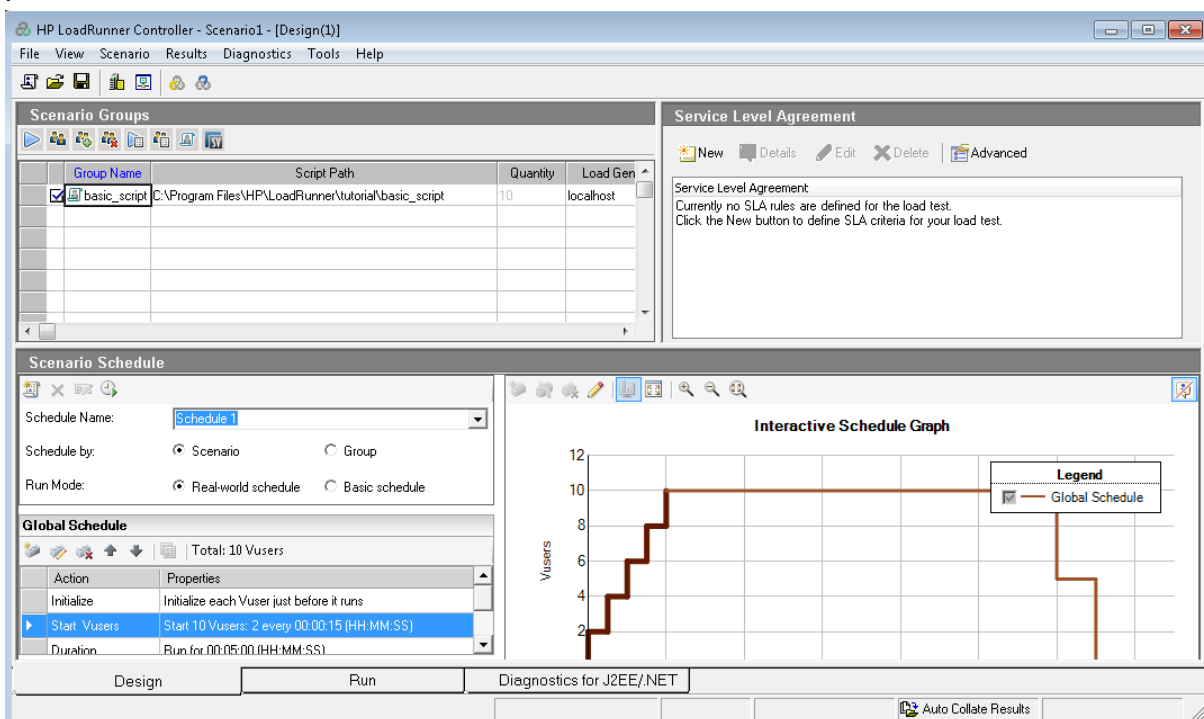 HP LoadRunner Controller - Scenario1 - [Design(1)]
File View Scenario Results Diagnostics Tools Help
Scenario Groups
Group Name Script Path Quantity Load Gen
basic_script C:\Program Files\HP\LoadRunner\tutorial\basic_script 10 localhost
Service Level Agreement
New Details Edit Delete Advanced
Service Level Agreement
Currently no SLA rules are defined for the load test.
Click the New button to define SLA criteria for your load test.
Scenario Schedule
Schedule Name: Schedule 1
Schedule by: Scenario Group
Run Mode: Real-world schedule Basic schedule
Global Schedule
Total: 10 Vusers
Action Properties
Initialize Initialize each Vuser just before it runs
Start Vusers Start 10 Vusers: 2 every 00:00:15 (HH:MM:SS)
Duration Run for 00:05:00 (HH:MM:SS)
Interactive Schedule Graph
Vusers
12
10
8
6
4
2
Legend
Global Schedule
Design Run Diagnostics for J2EE/.NET
Auto Collate Results